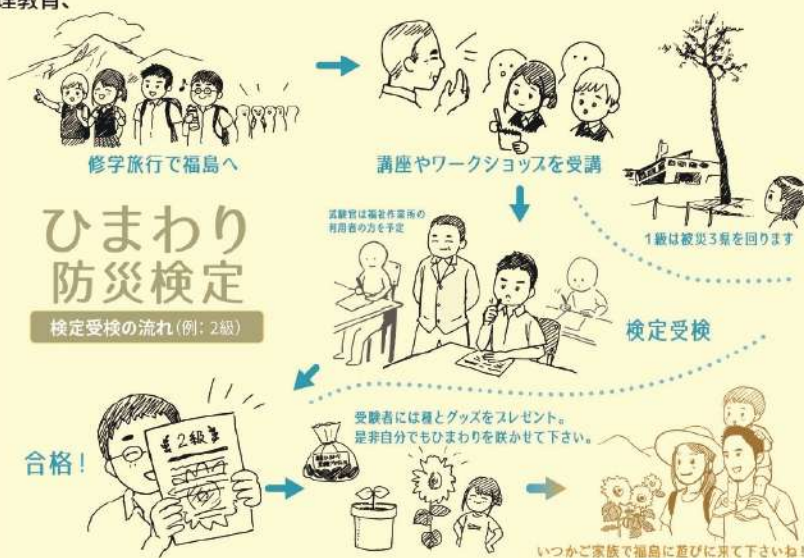 理教育、
修学旅行で福島へ
講座やワークショップを受講
1級は被災3県を回ります
ひまわり
防災検定
検定受検の流れ(例：2級)
試験官は福祉作業所の
利用者の方を予定
検定受検
合格！
2級
受験者には種とグッズをプレゼント。
是非自分でもひまわりを咲かせて下さい。
いつかご家族で福島に遊びに来て下さいね！